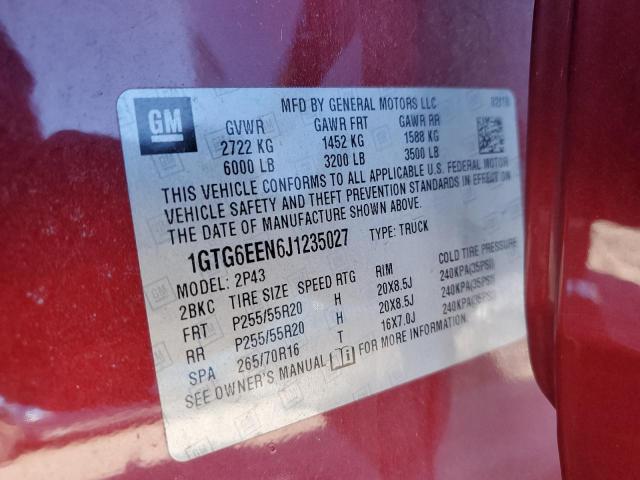 GM
MFD BY GENERAL MOTORS LLC 02/18
GVWR GAWR FRT GAWR RR
2722 KG 1452 KG 1588 KG
6000 LB 3200 LB 3500 LB
THIS VEHICLE CONFORMS TO ALL APPLICABLE U.S. FEDERAL MOTOR
VEHICLE SAFETY AND THEFT PREVENTION STANDARDS IN EFFECT ON
THE DATE OF MANUFACTURE SHOWN ABOVE.
1GTG6EEN6J1235027 TYPE: TRUCK
MODEL: 2P43
2BKC TIRE SIZE SPEED RTG RIM COLD TIRE PRESSURE
FRT P255/55R20 H 20X8.5J 240KPA(35PSI)
RR P255/55R20 H 20X8.5J 240KPA(35PSI)
SPA 265/70R16 T 16X7.0J 240KPA(35PSI)
SEE OWNER'S MANUAL FOR MORE INFORMATION.